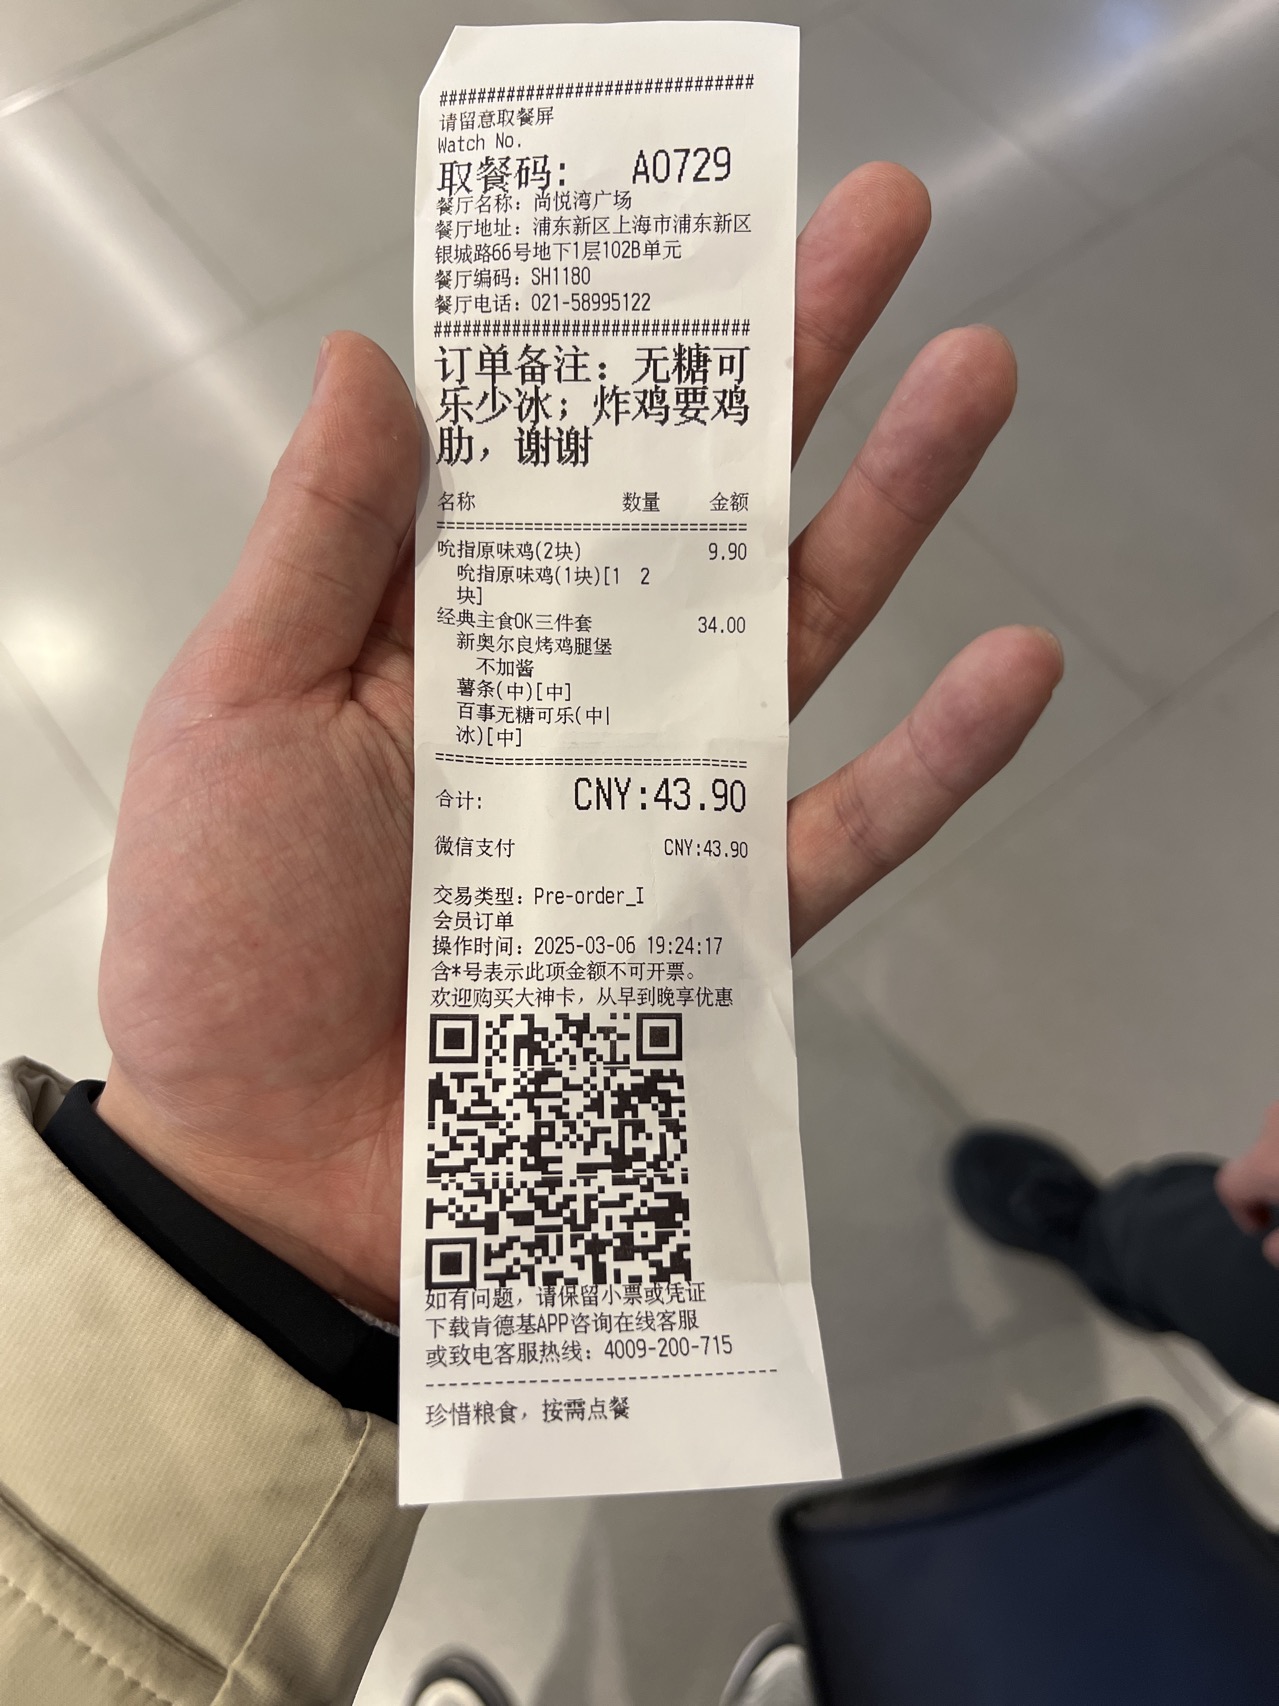 ################################
请留意取餐屏
Watch No.
取餐码： A0729
餐厅名称：尚悦湾广场
餐厅地址：浦东新区上海市浦东新区
银城路66号地下1层102B单元
餐厅编码：SH1180
餐厅电话：021-58995122
################################
订单备注：无糖可
乐少冰；炸鸡要鸡
肋，谢谢
名称 数量 金额
================================
吮指原味鸡(2块) 9.90
吮指原味鸡(1块)[1 2
块]
经典主食OK三件套 34.00
新奥尔良烤鸡腿堡
不加酱
薯条(中)[中]
百事无糖可乐(中|
冰)[中]
================================
合计: CNY:43.90
微信支付 CNY:43.90
交易类型：Pre-order_I
会员订单
操作时间：2025-03-06 19:24:17
含*号表示此项金额不可开票。
欢迎购买大神卡，从早到晚享优惠
如有问题，请保留小票或凭证
下载肯德基APP咨询在线客服
或致电客服热线：4009-200-715
--------------------------------
珍惜粮食，按需点餐